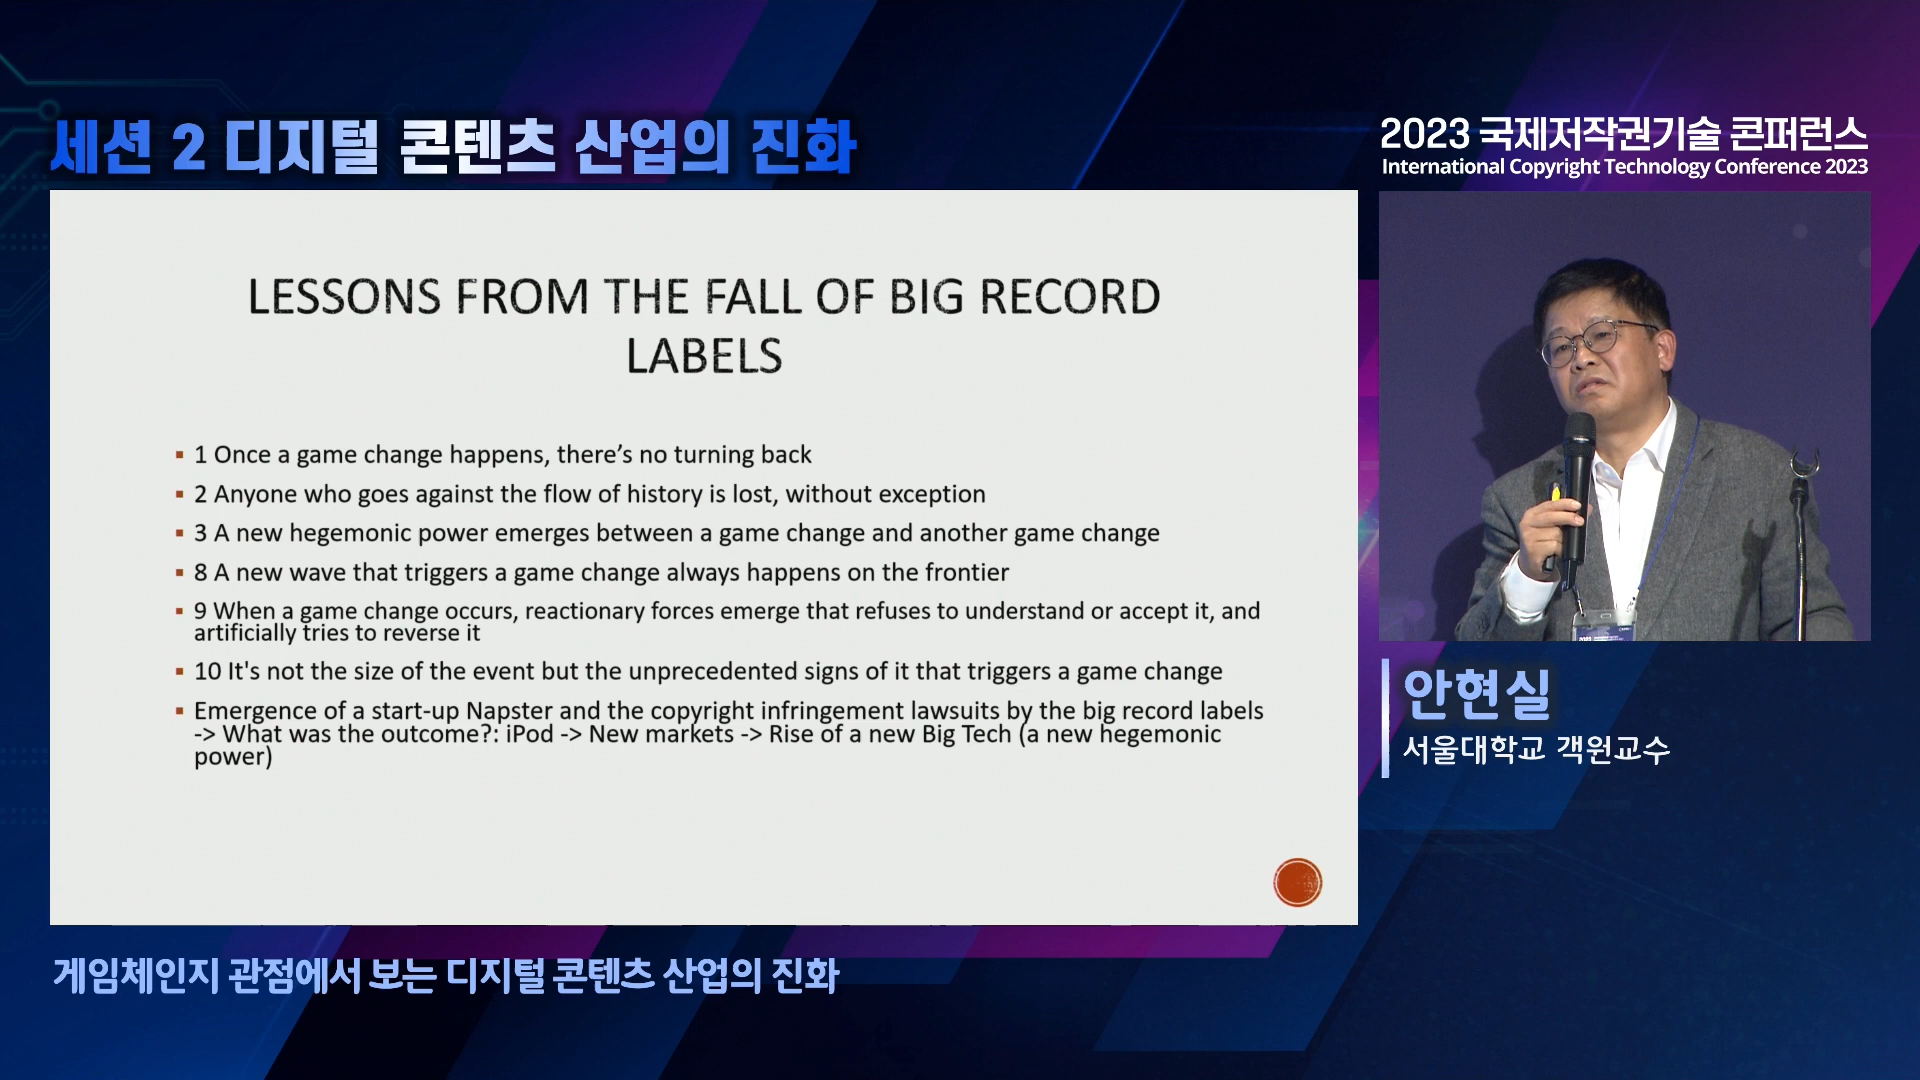 세션 2 디지털 콘텐츠 산업의 진화
2023 국제저작권기술 콘퍼런스
International Copyright Technology Conference 2023
LESSONS FROM THE FALL OF BIG RECORD
LABELS
▪ 1 Once a game change happens, there’s no turning back
▪ 2 Anyone who goes against the flow of history is lost, without exception
▪ 3 A new hegemonic power emerges between a game change and another game change
▪ 8 A new wave that triggers a game change always happens on the frontier
▪ 9 When a game change occurs, reactionary forces emerge that refuses to understand or accept it, and
artificially tries to reverse it
▪ 10 It's not the size of the event but the unprecedented signs of it that triggers a game change
▪ Emergence of a start-up Napster and the copyright infringement lawsuits by the big record labels
-> What was the outcome?: iPod -> New markets -> Rise of a new Big Tech (a new hegemonic
power)
안현실
서울대학교 객원교수
게임체인지 관점에서 보는 디지털 콘텐츠 산업의 진화